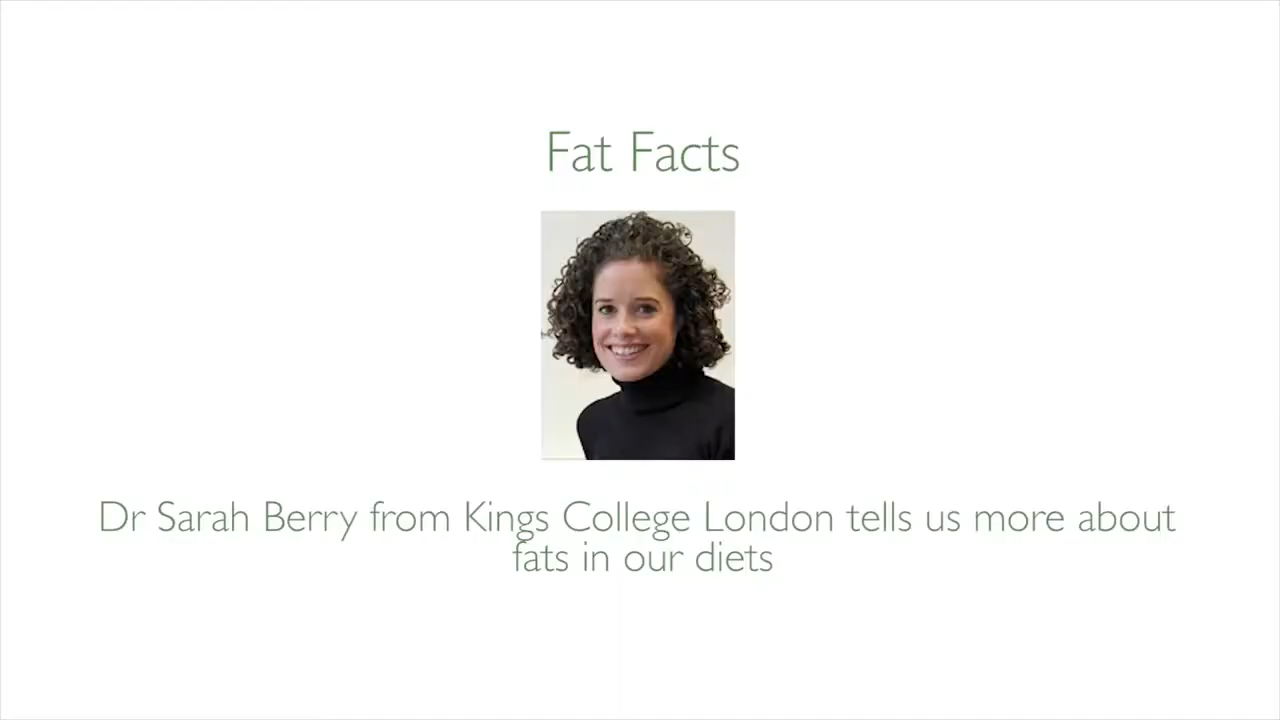 Fat Facts
Dr Sarah Berry from Kings College London tells us more about
fats in our diets